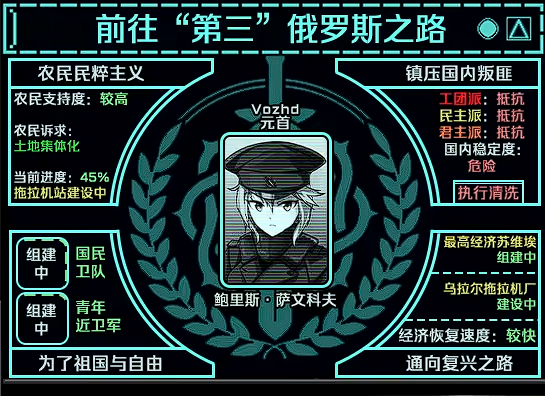 前往“第三”俄罗斯之路
农民民粹主义
镇压国内叛匪
农民支持度：较高
农民诉求：
土地集体化
当前进度：45%
拖拉机站建设中
Vozhd
元首
鲍里斯·萨文科夫
工团派：抵抗
民主派：抵抗
君主派：抵抗
国内稳定度：
危险
执行清洗
组建
中
国民
卫队
组建
中
青年
近卫军
最高经济苏维埃
组建中
乌拉尔拖拉机厂
建设中
经济恢复速度：较快
为了祖国与自由
通向复兴之路